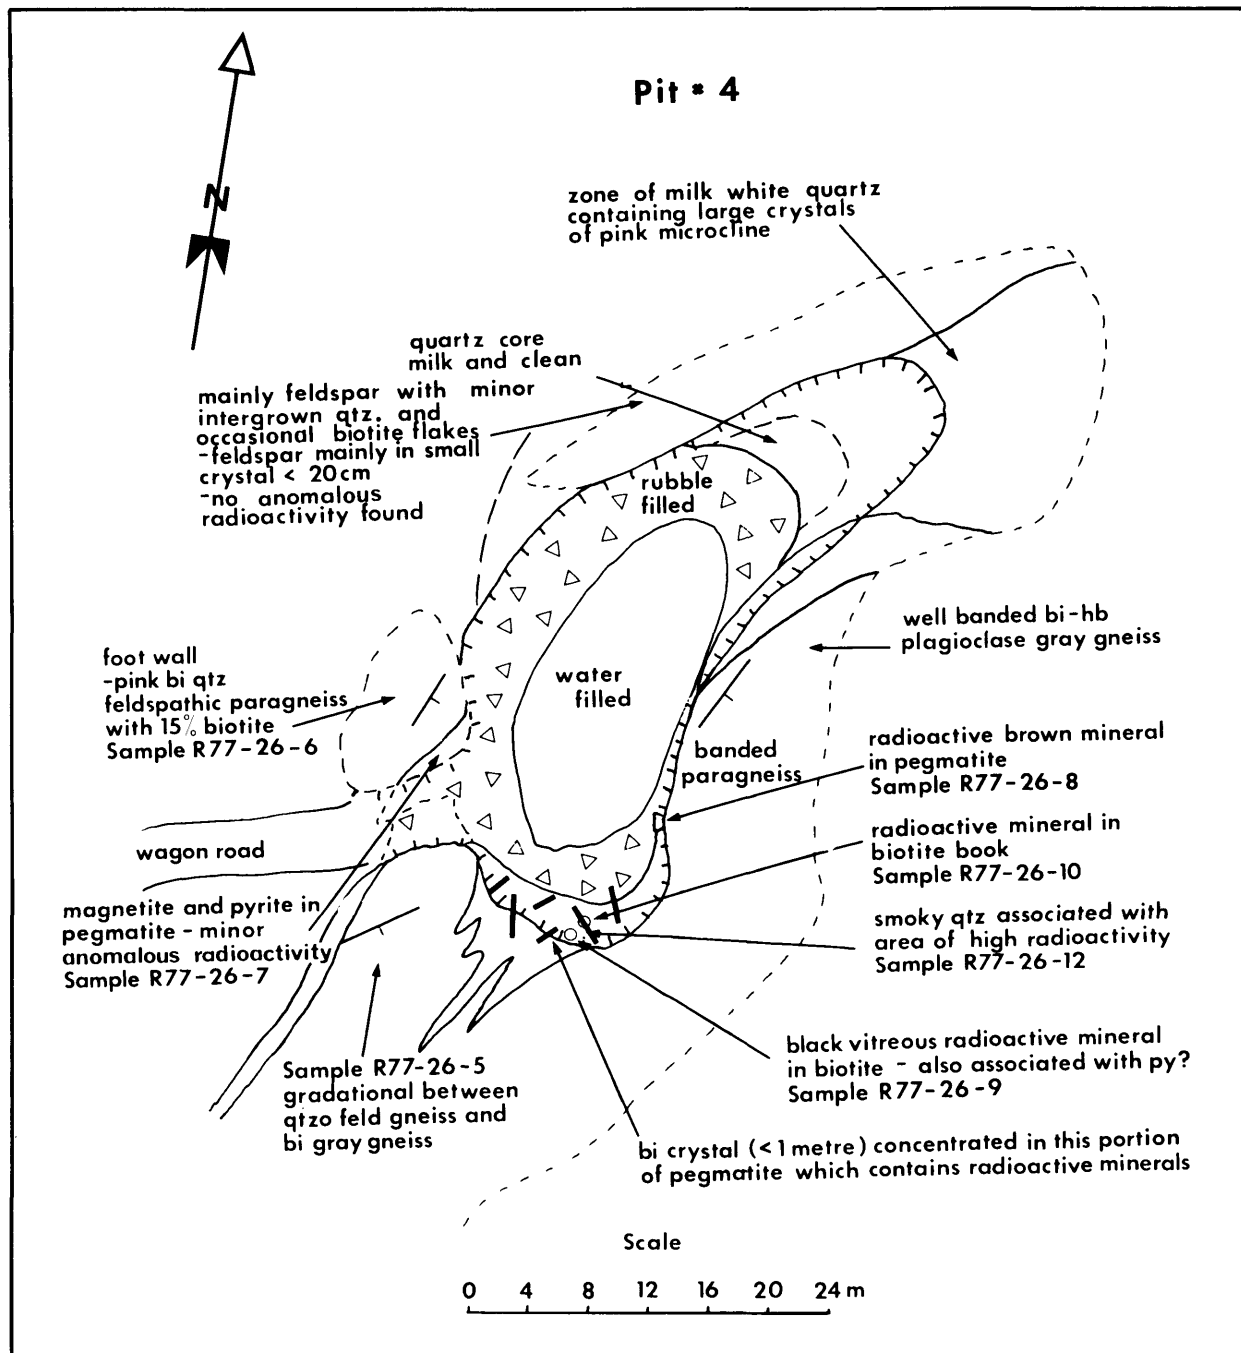 Pit # 4
N
zone of milk white quartz
containing large crystals
of pink microcline
quartz core
milk and clean
mainly feldspar with minor
intergrown qtz. and
occasional biotite flakes
-feldspar mainly in small
crystal < 20cm
-no anomalous
radioactivity found
rubble
filled
well banded bi-hb
plagioclase gray gneiss
foot wall
-pink bi qtz
feldspathic paragneiss
with 15% biotite
Sample R77-26-6
water
filled
banded
paragneiss
radioactive brown mineral
in pegmatite
Sample R77-26-8
wagon road
radioactive mineral in
biotite book
Sample R77-26-10
magnetite and pyrite in
pegmatite - minor
anomalous radioactivity
Sample R77-26-7
smoky qtz associated with
area of high radioactivity
Sample R77-26-12
Sample R77-26-5
gradational between
qtzo feld gneiss and
bi gray gneiss
black vitreous radioactive mineral
in biotite - also associated with py?
Sample R77-26-9
bi crystal (<1 metre) concentrated in this portion
of pegmatite which contains radioactive minerals
Scale
0 4 8 12 16 20 24 m